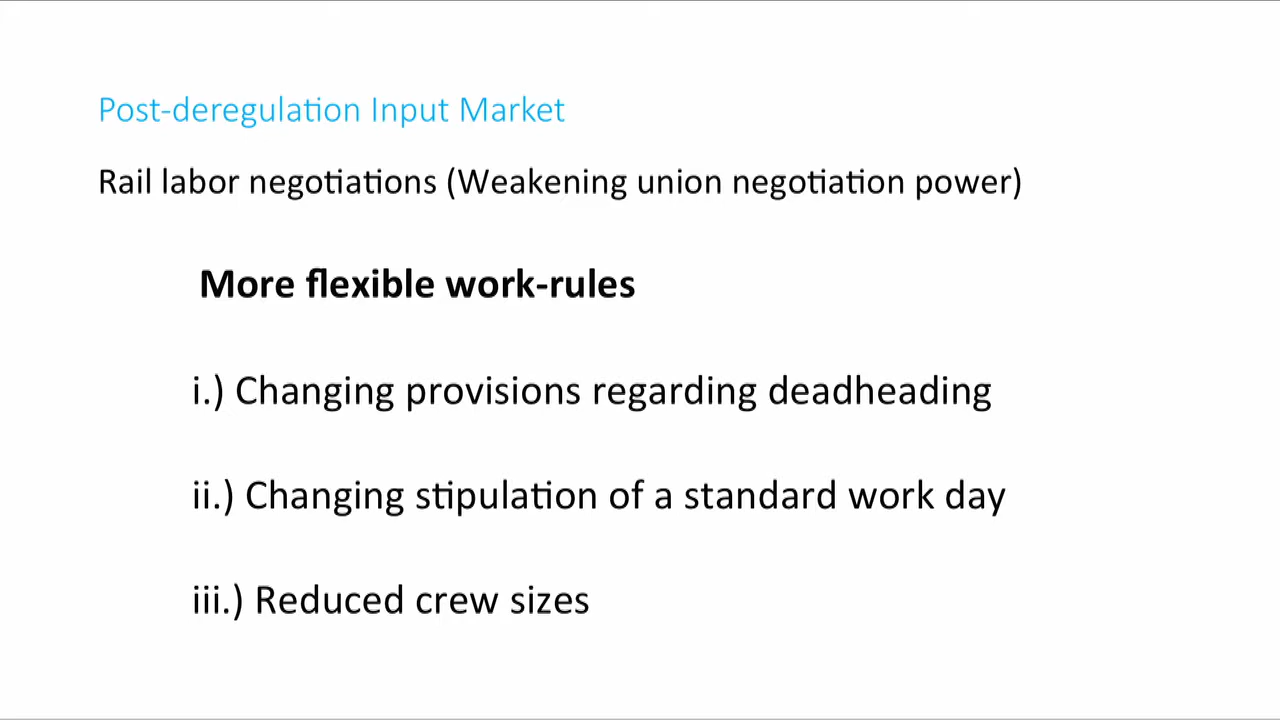 Post-deregulation Input Market
Rail labor negotiations (Weakening union negotiation power)
More flexible work-rules
i.) Changing provisions regarding deadheading
ii.) Changing stipulation of a standard work day
iii.) Reduced crew sizes